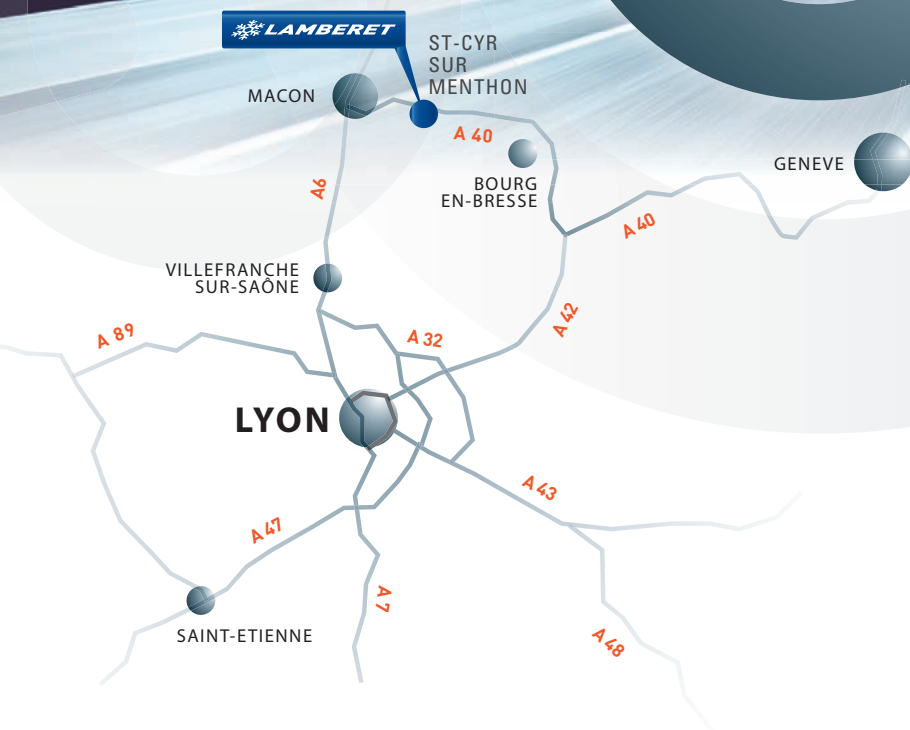 LAMBERET
ST-CYR
SUR
MENTHON
MACON
A 40
BOURG
EN-BRESSE
GENEVE
A6
A 40
VILLEFRANCHE
SUR-SAÔNE
A 42
A 89
A 32
LYON
A 43
A 47
A 7
SAINT-ETIENNE
A 48